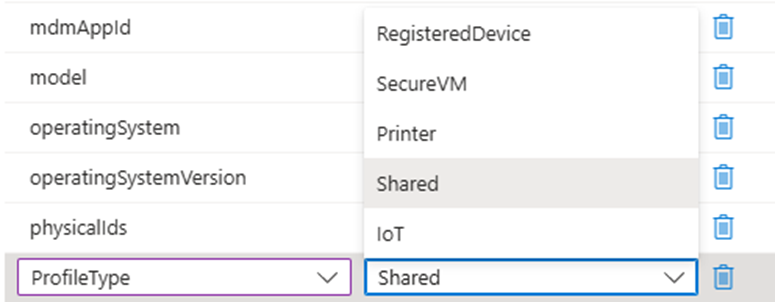 mdmAppId
model
operatingSystem
operatingSystemVersion
physicalIds
ProfileType
RegisteredDevice
SecureVM
Printer
Shared
IoT
Shared